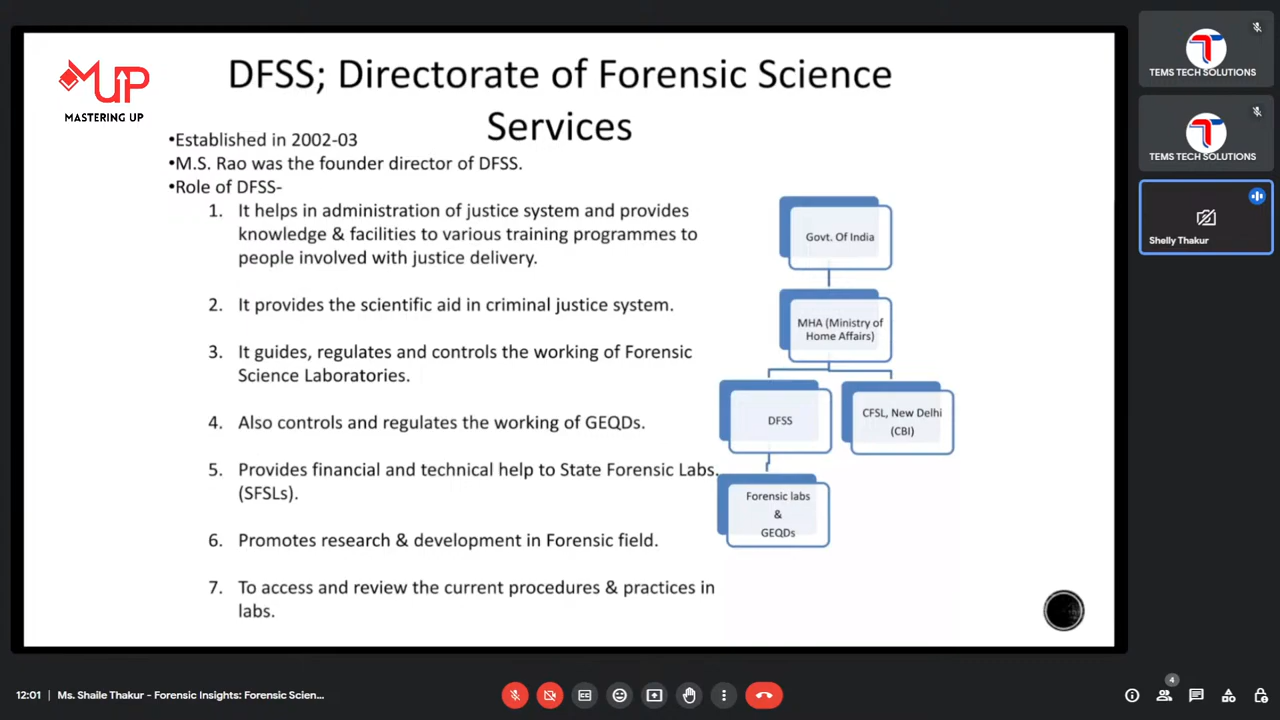 DFSS; Directorate of Forensic Science
Services
MUP
MASTERING UP
•Established in 2002-03
•M.S. Rao was the founder director of DFSS.
•Role of DFSS-
1. It helps in administration of justice system and provides
knowledge & facilities to various training programmes to
people involved with justice delivery.
2. It provides the scientific aid in criminal justice system.
3. It guides, regulates and controls the working of Forensic
Science Laboratories.
4. Also controls and regulates the working of GEQDs.
5. Provides financial and technical help to State Forensic Labs.
(SFSLs).
6. Promotes research & development in Forensic field.
7. To access and review the current procedures & practices in
labs.
Govt. Of India
MHA (Ministry of
Home Affairs)
DFSS
CFSL, New Delhi
(CBI)
Forensic labs
&
GEQDs
TEMS TECH SOLUTIONS
TEMS TECH SOLUTIONS
Shelly Thakur
12:01 | Ms. Shaile Thakur - Forensic Insights: Forensic Scien...
4